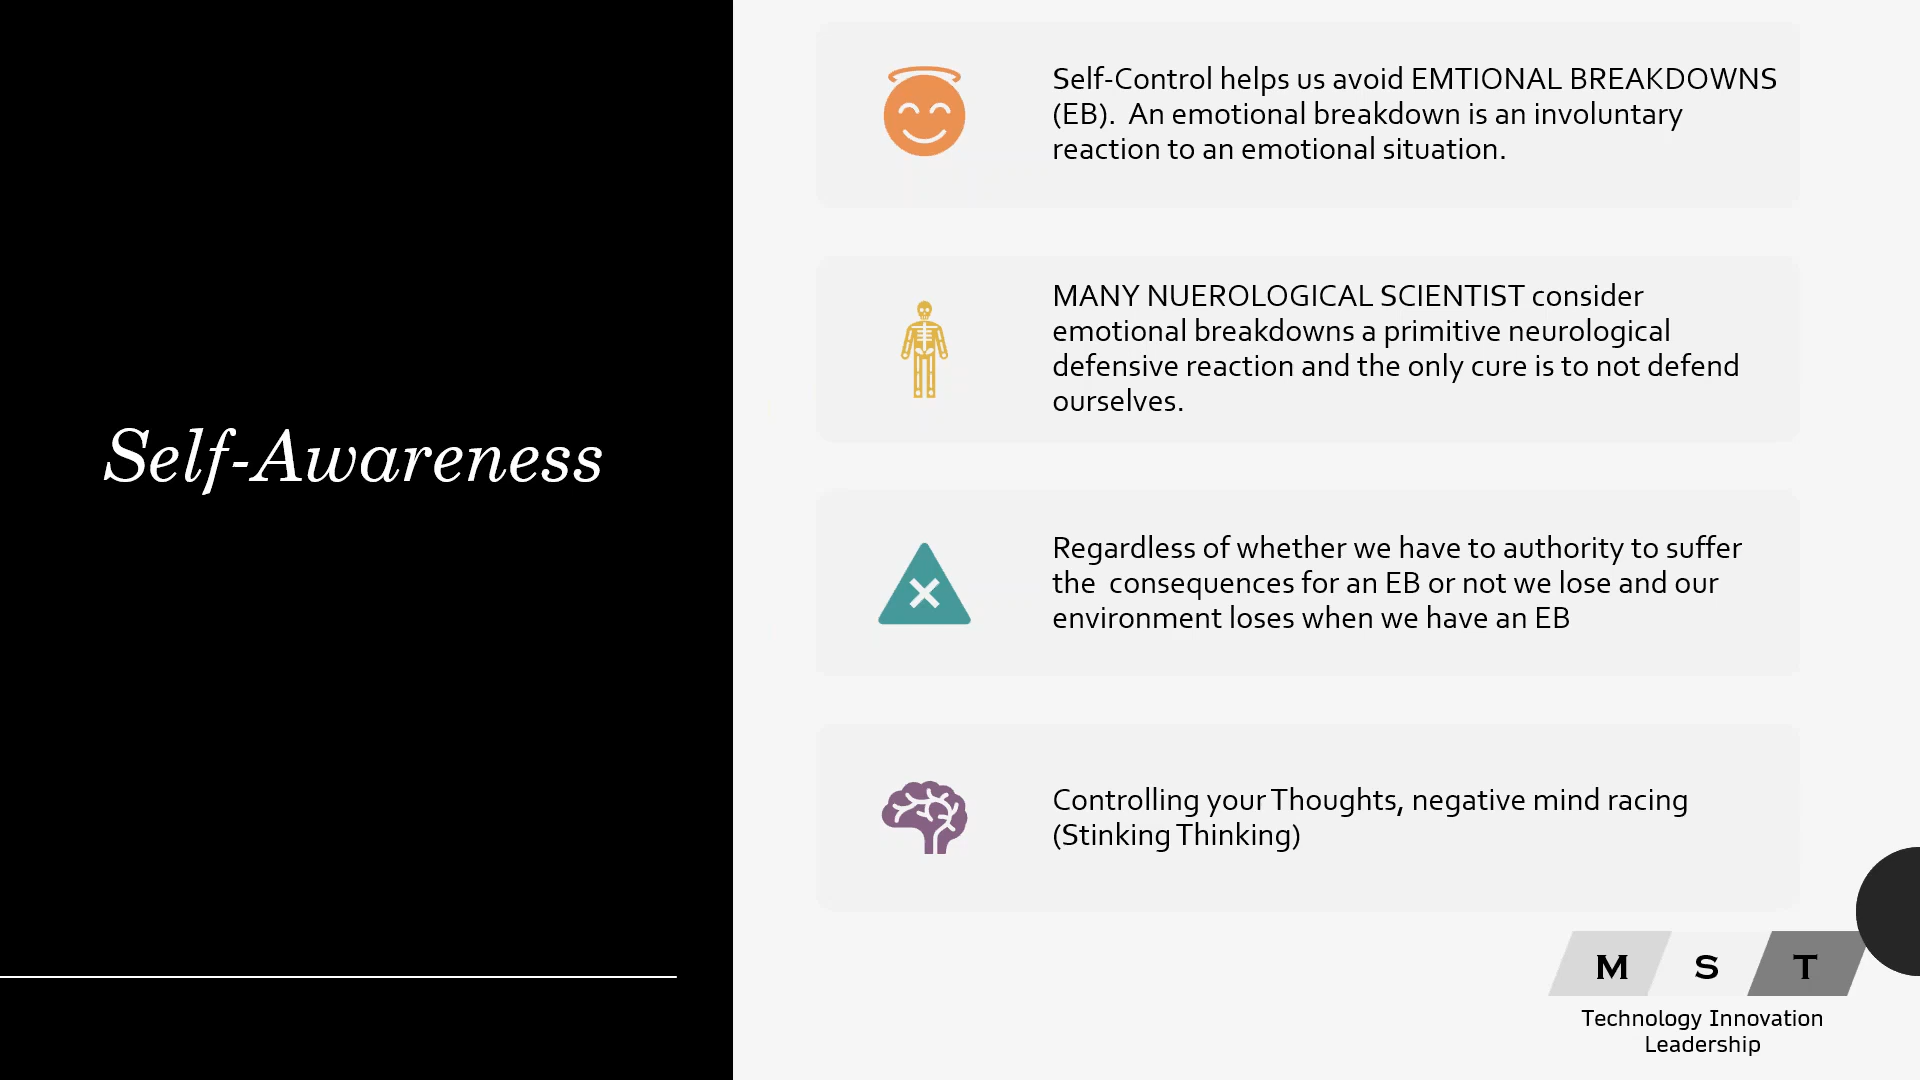 Self-Awareness
Self-Control helps us avoid EMTIONAL BREAKDOWNS
(EB).  An emotional breakdown is an involuntary
reaction to an emotional situation.
MANY NUEROLOGICAL SCIENTIST consider
emotional breakdowns a primitive neurological
defensive reaction and the only cure is to not defend
ourselves.
Regardless of whether we have to authority to suffer
the  consequences for an EB or not we lose and our
environment loses when we have an EB
Controlling your Thoughts, negative mind racing
(Stinking Thinking)
M S T
Technology Innovation
Leadership